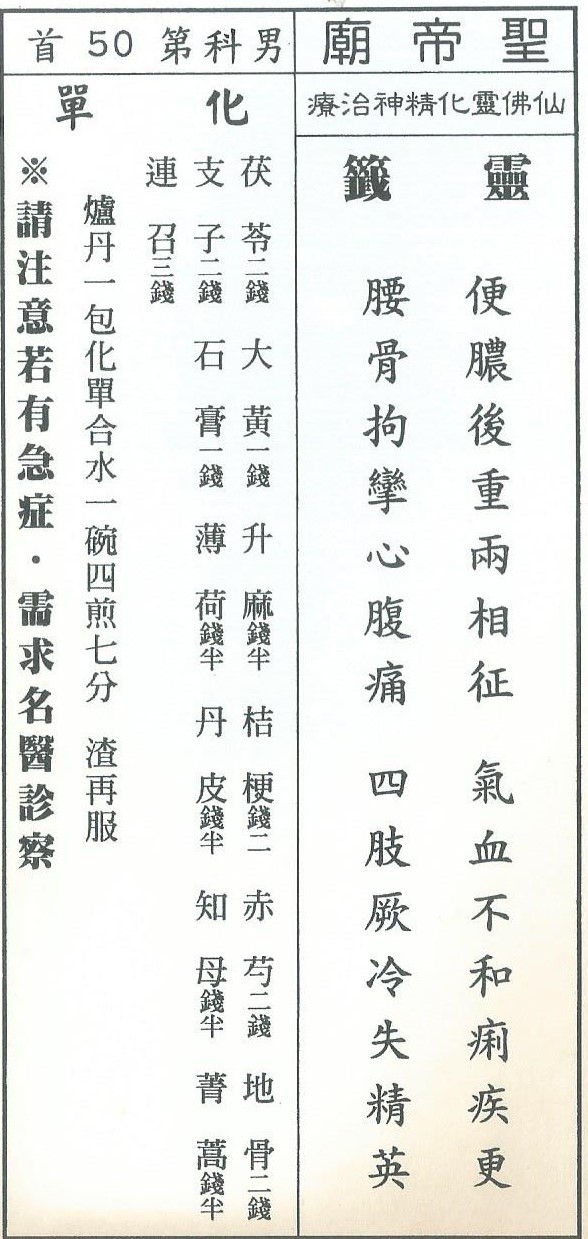 聖帝廟
仙佛靈化精神治療
靈籤
便膿後重兩相征 氣血不和痢疾更
腰骨拘攣心腹痛 四肢厥冷失精英
男科第50首
化單
茯苓二錢 大黃一錢 升麻錢半 桔梗錢二 赤芍二錢 地骨二錢
支子二錢 石膏一錢 薄荷錢半 丹皮錢半 知母錢半 菁蒿錢半
連召三錢
爐丹一包化單合水一碗四煎七分 渣再服
※請注意若有急症．需求名醫診察